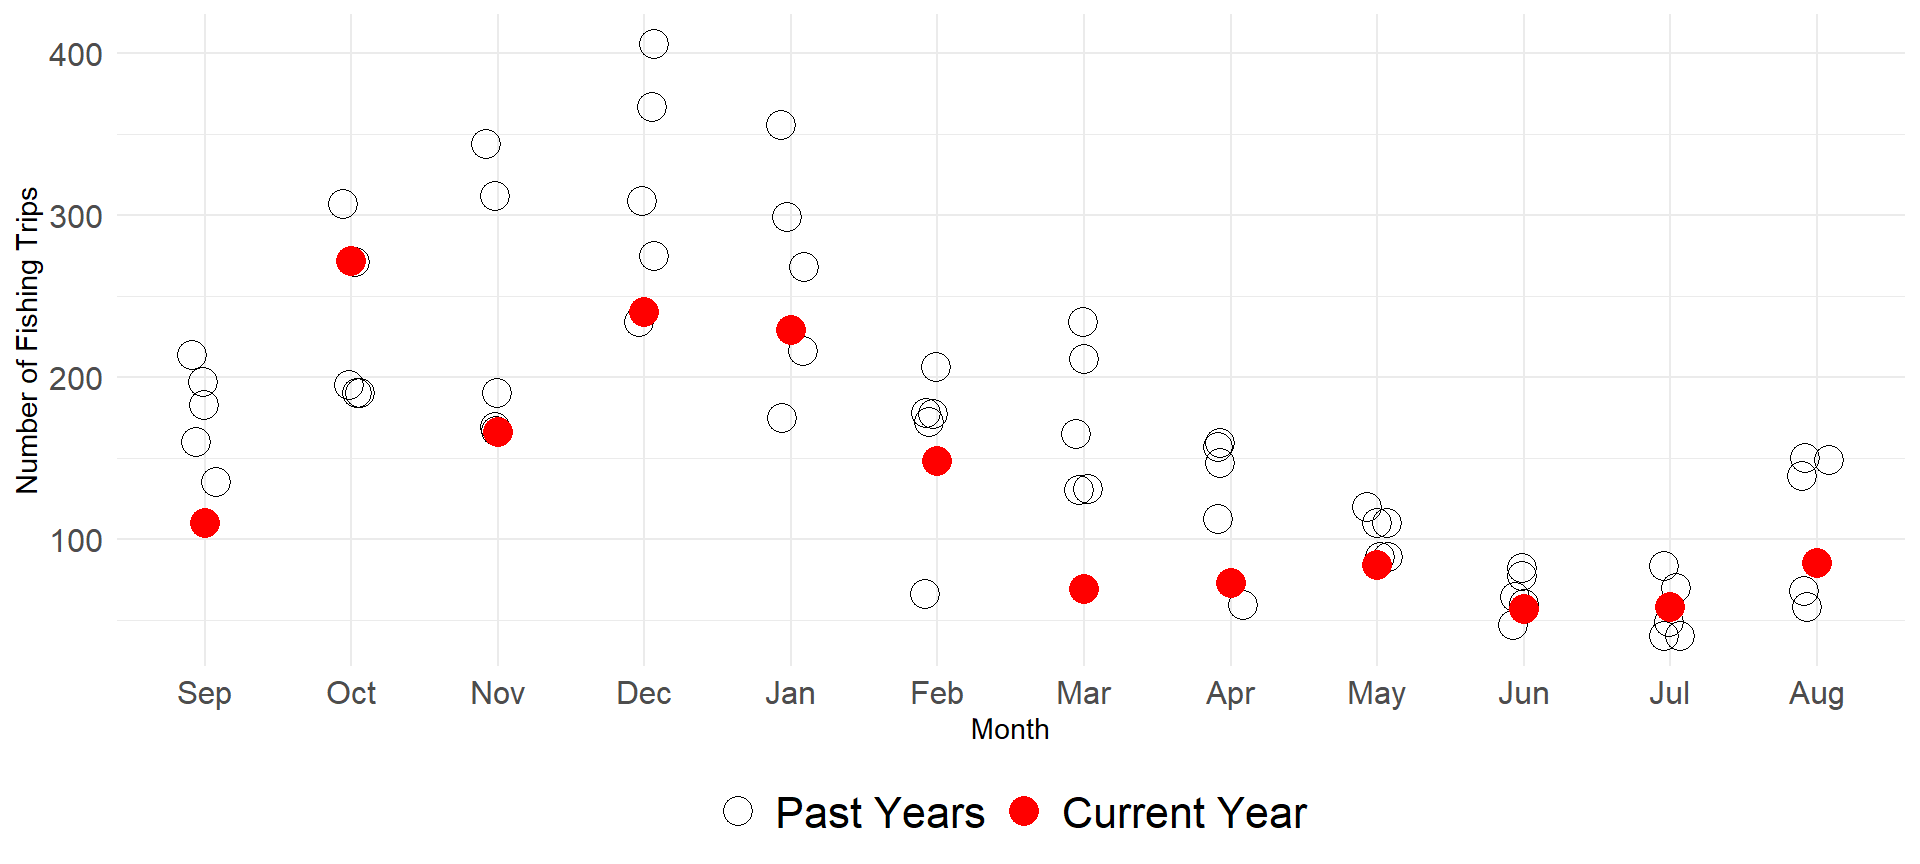 Number of Fishing Trips
400
300
200
100
Sep Oct Nov Dec Jan Feb Mar Apr May Jun Jul Aug
Month
Past Years Current Year